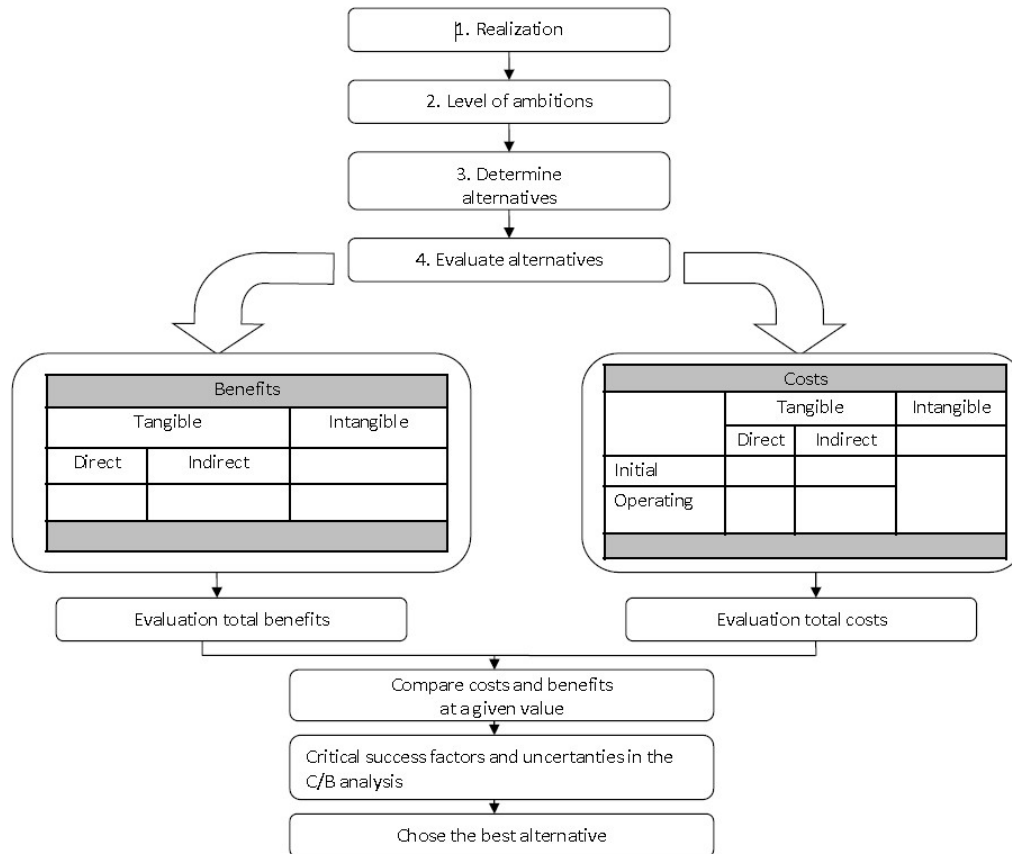 1. Realization
2. Level of ambitions
3. Determine
alternatives
4. Evaluate alternatives
Benefits
Tangible Intangible
Direct Indirect
Costs
Tangible Intangible
Direct Indirect
Initial
Operating
Evaluation total benefits
Evaluation total costs
Compare costs and benefits
at a given value
Critical success factors and uncertanties in the
C/B analysis
Chose the best alternative